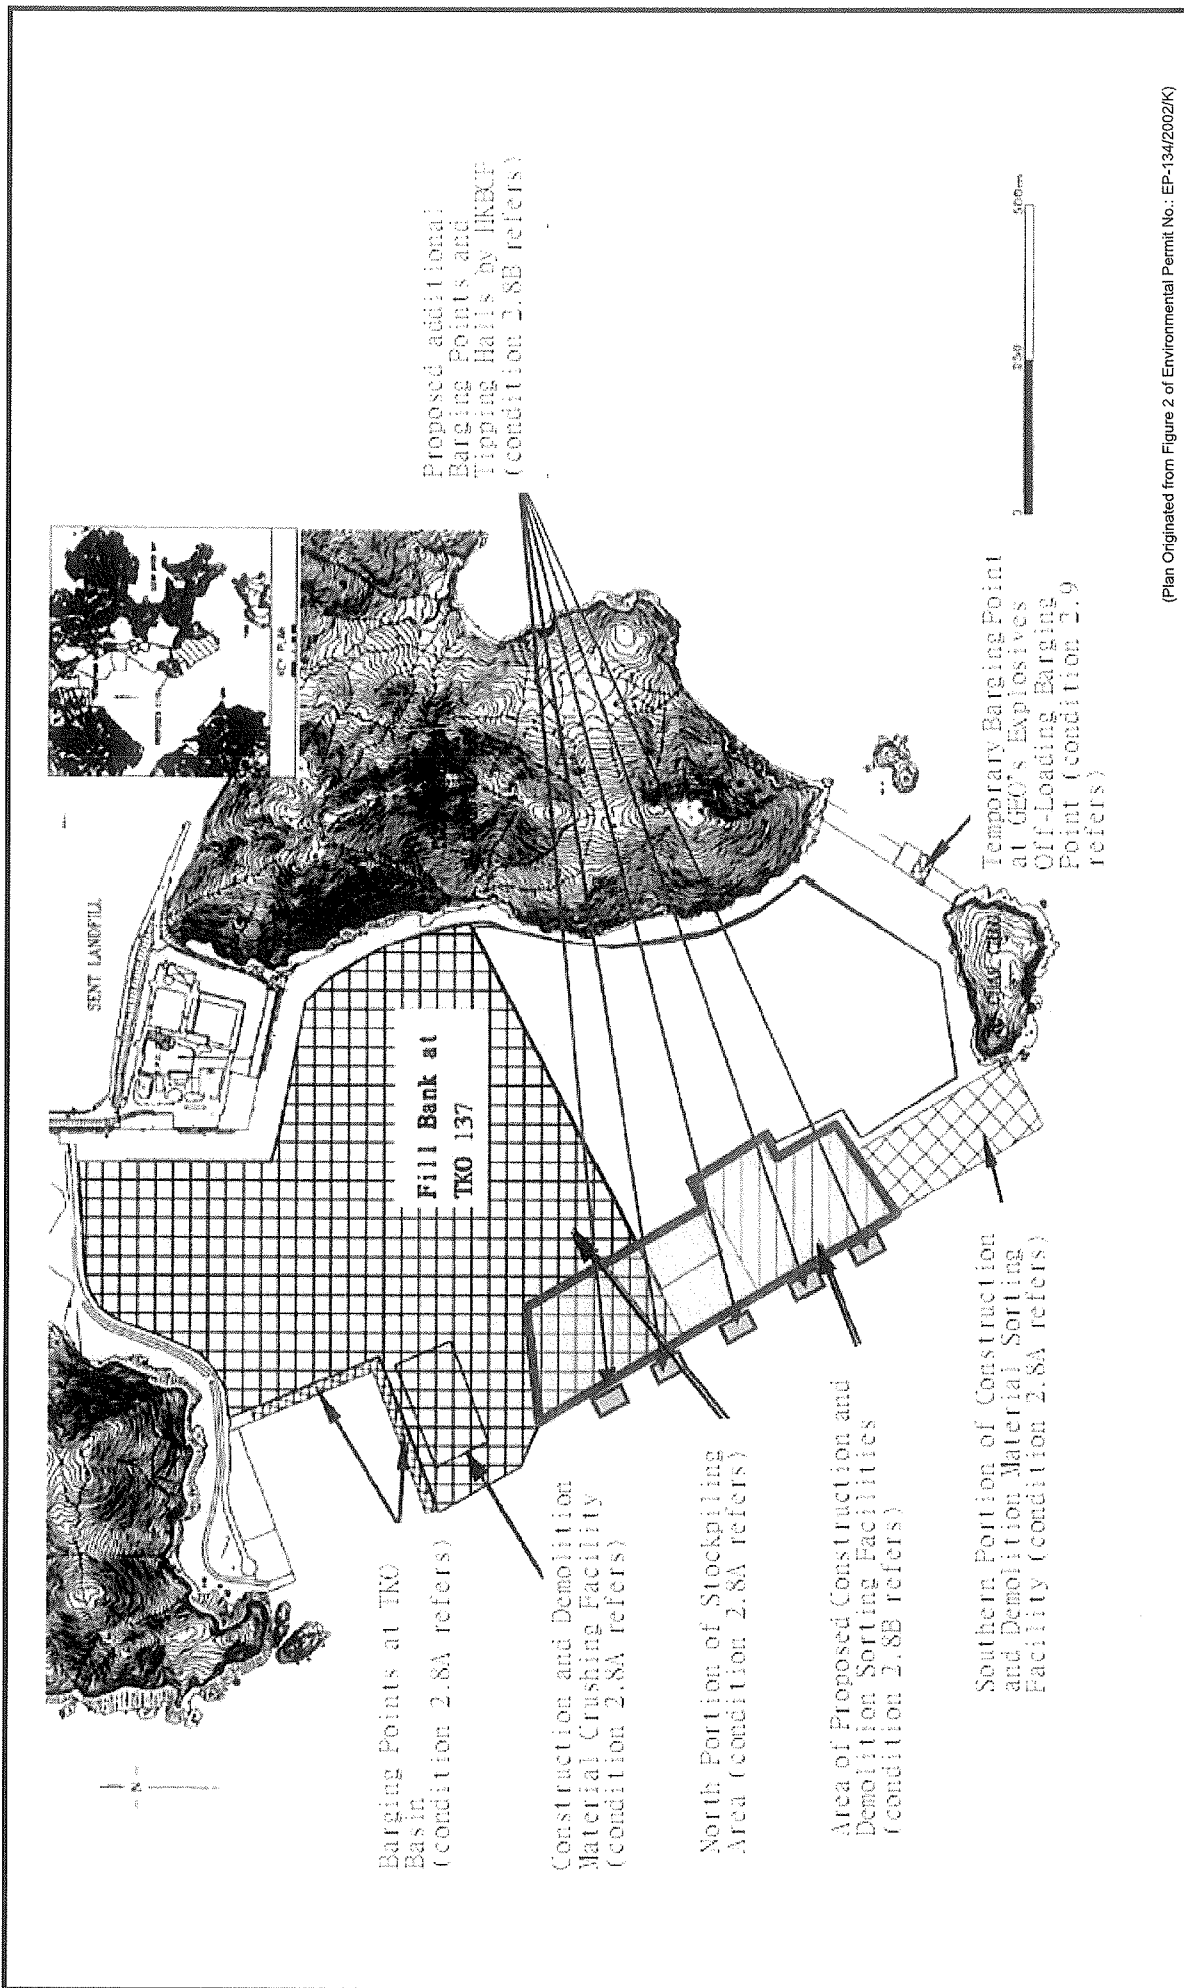 SENT LANDFILL
KEY PLAN
Fill Bank at
TKO 137
Proposed additional
Barging Points and
Tipping Halls by HKBCF
(condition 2.8B refers)
Barging Points at TKO
Basin
(condition 2.8A refers)
Construction and Demolition
Material Crushing Facility
(condition 2.8A refers)
North Portion of Stockpiling
Area (condition 2.8A refers)
Area of Proposed Construction and
Demolition Sorting Facilities
(condition 2.8B refers)
Southern Portion of Construction
and Demolition Material Sorting
Facility (condition 2.8A refers)
Temporary Barging Point
at GEO's Explosives
Off-Loading Barging
Point (condition 2.9
refers)
N
0 250 500m
(Plan Originated from Figure 2 of Environmental Permit No.: EP-134/2002/K)